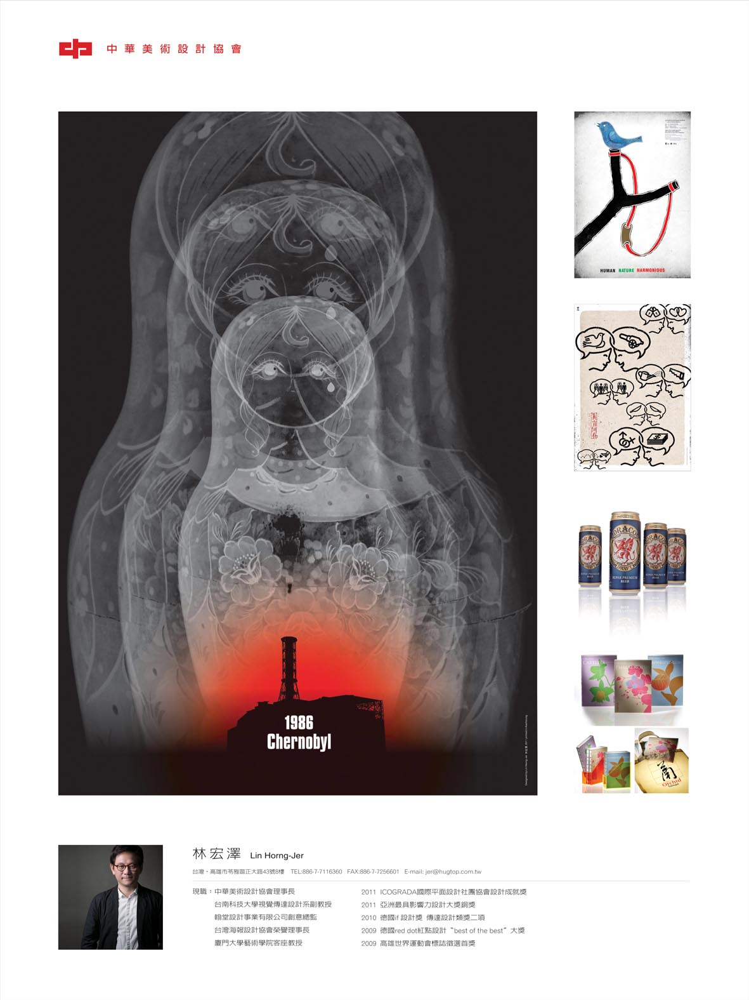 中華美術設計協會
HUMAN NATURE HARMONIOUS
真言何物
IMPORTED
DRACO
DRAFT
SUPER PREMIUM
BEER
1986
Chernobyl
蘭
Orchid
林宏澤 Lin Horng-Jer
台灣・高雄市苓雅區正大路43號8樓 TEL:886-7-7116360 FAX:886-7-7256601 E-mail: jer@hugtop.com.tw
現職：中華美術設計協會理事長
台南科技大學視覺傳達設計系副教授
翰堂設計事業有限公司創意總監
台灣海報設計協會榮譽理事長
廈門大學藝術學院客座教授
2011 ICOGRADA國際平面設計社團協會設計成就獎
2011 亞洲最具影響力設計大獎銅獎
2010 德國if 設計獎 傳達設計類獎二項
2009 德國red dot紅點設計〝best of the best〞大獎
2009 高雄世界運動會標誌徵選首獎